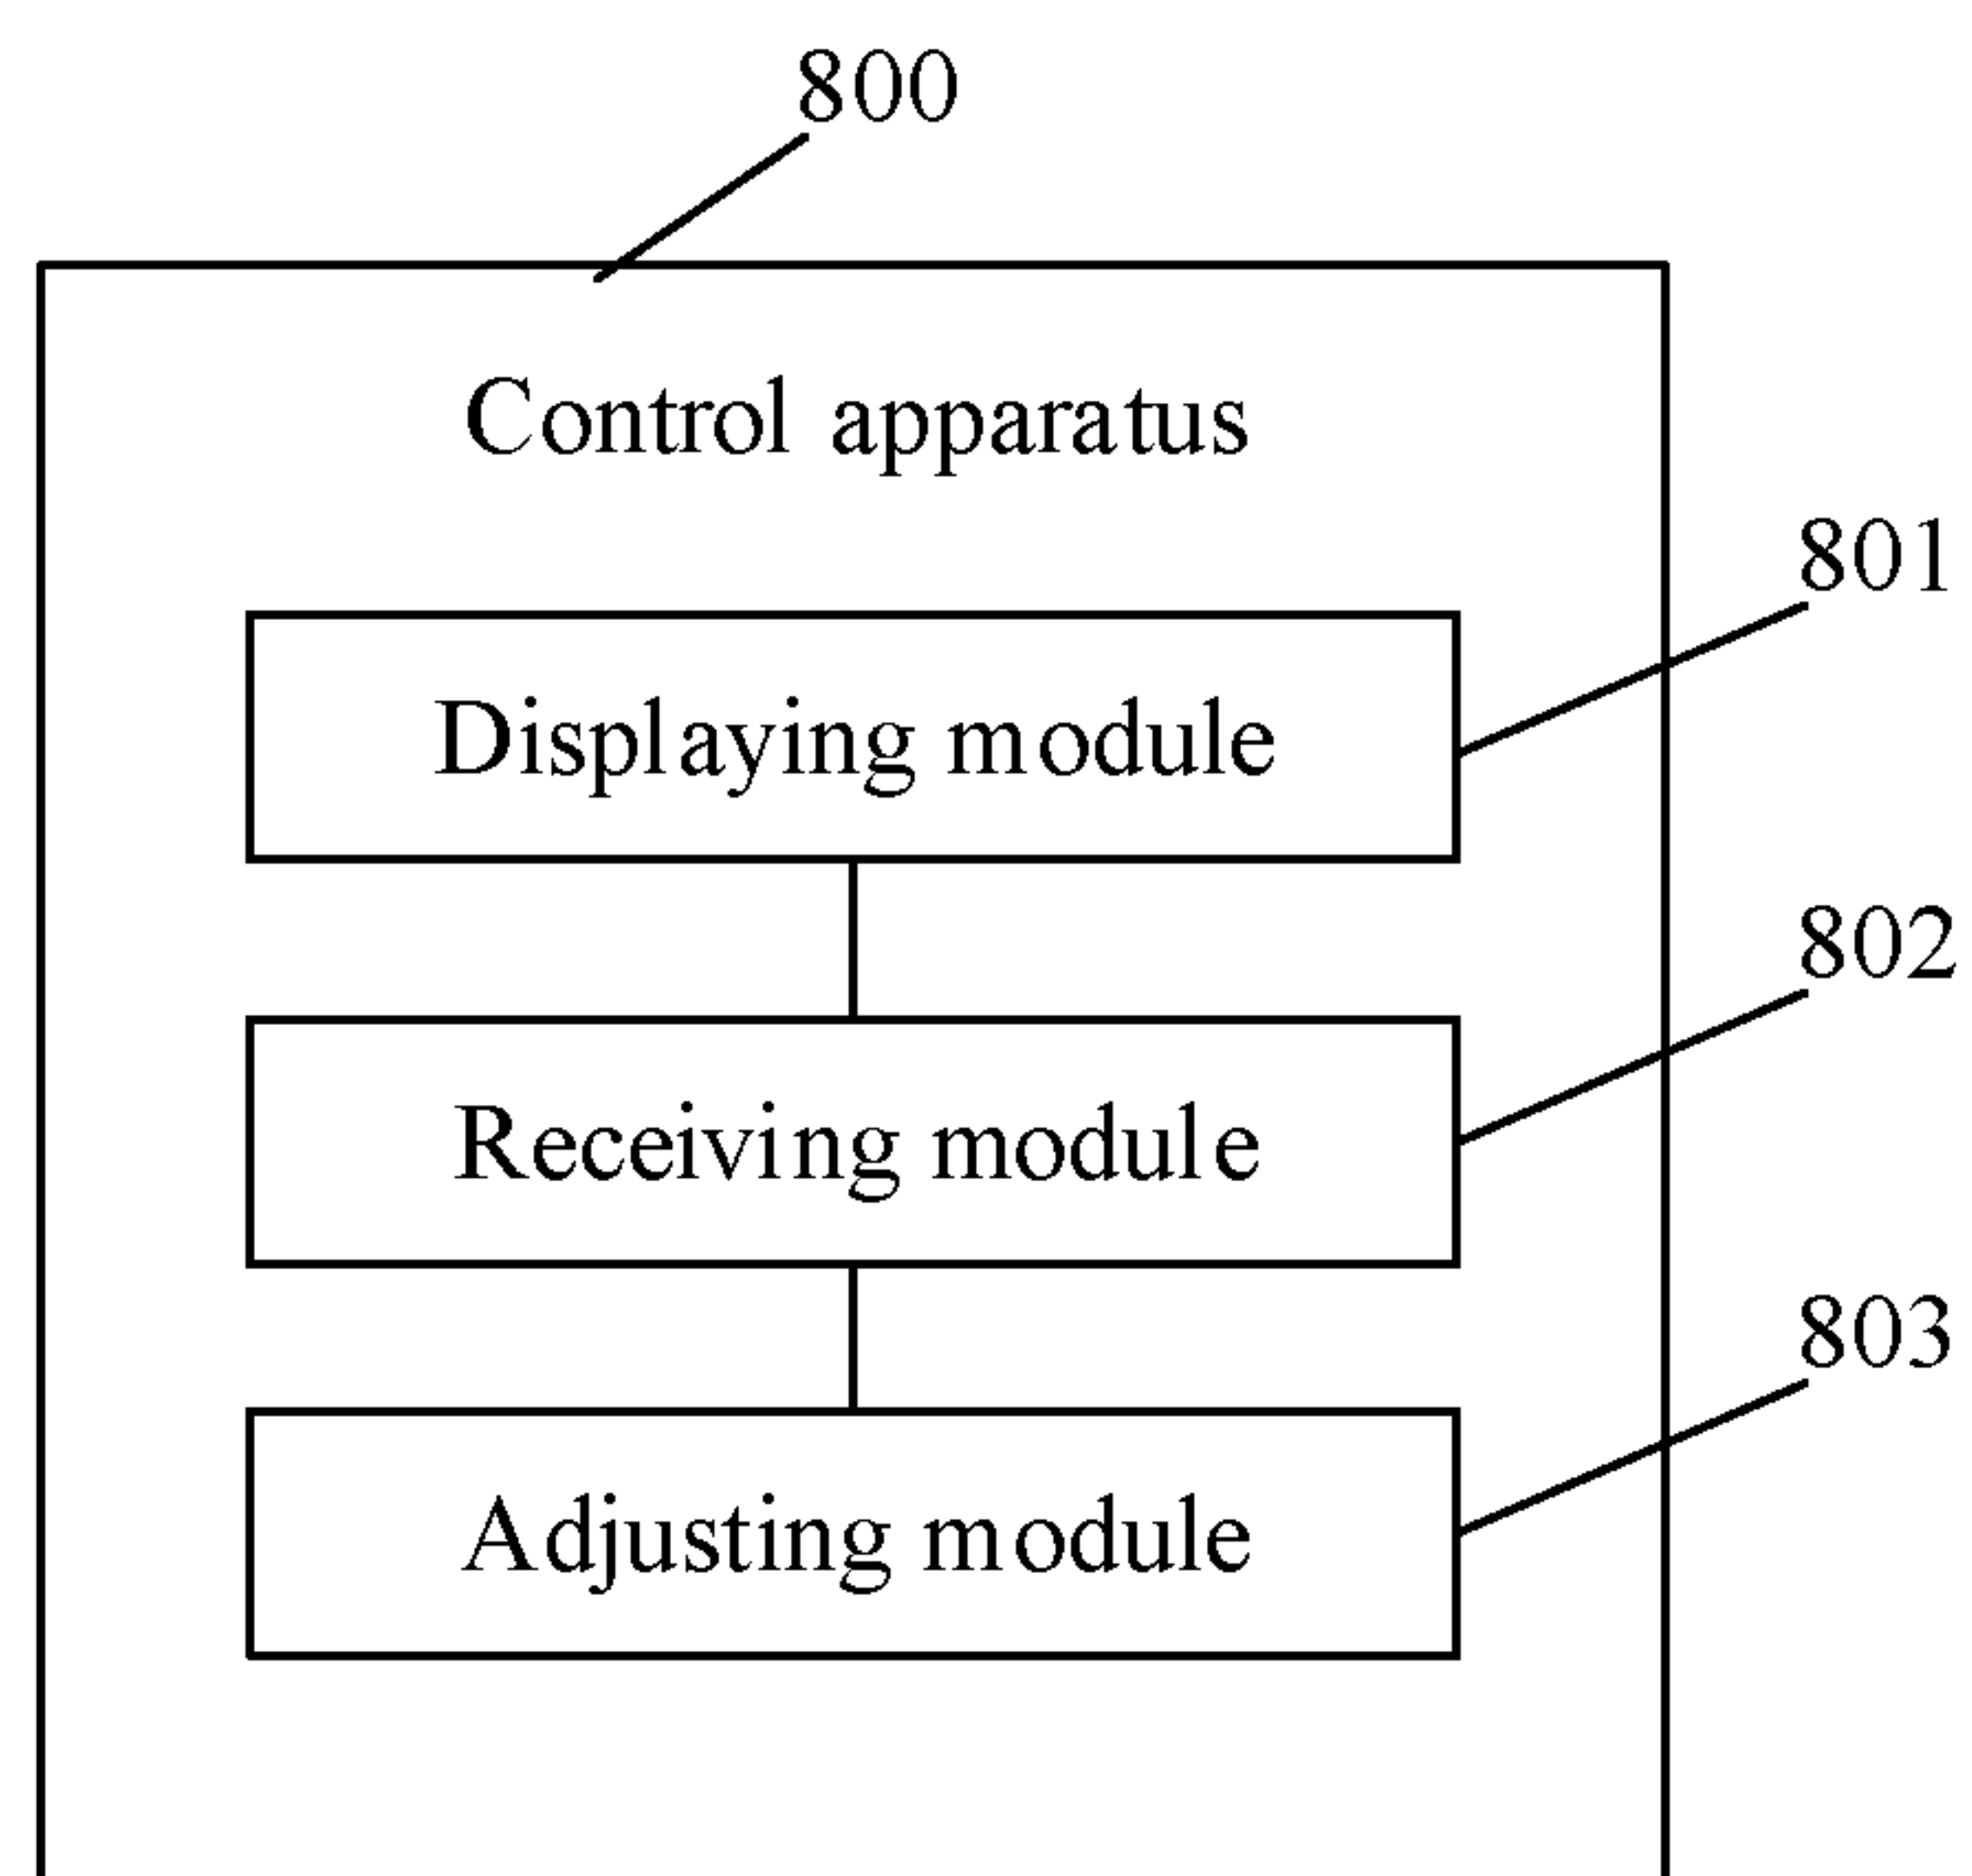 800
Control apparatus
801
Displaying module
802
Receiving module
803
Adjusting module